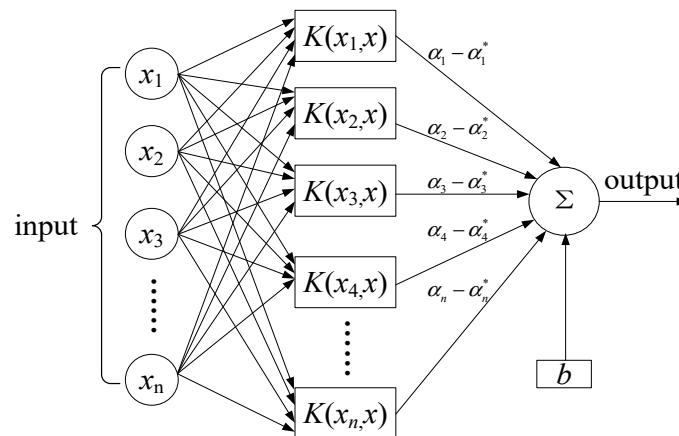 input
x₁
x₂
x₃
......
xₙ
K(x₁,x)
K(x₂,x)
K(x₃,x)
K(x₄,x)
......
K(xₙ,x)
α₁ − α₁*
α₂ − α₂*
α₃ − α₃*
α₄ − α₄*
αₙ − αₙ*
Σ
output
b